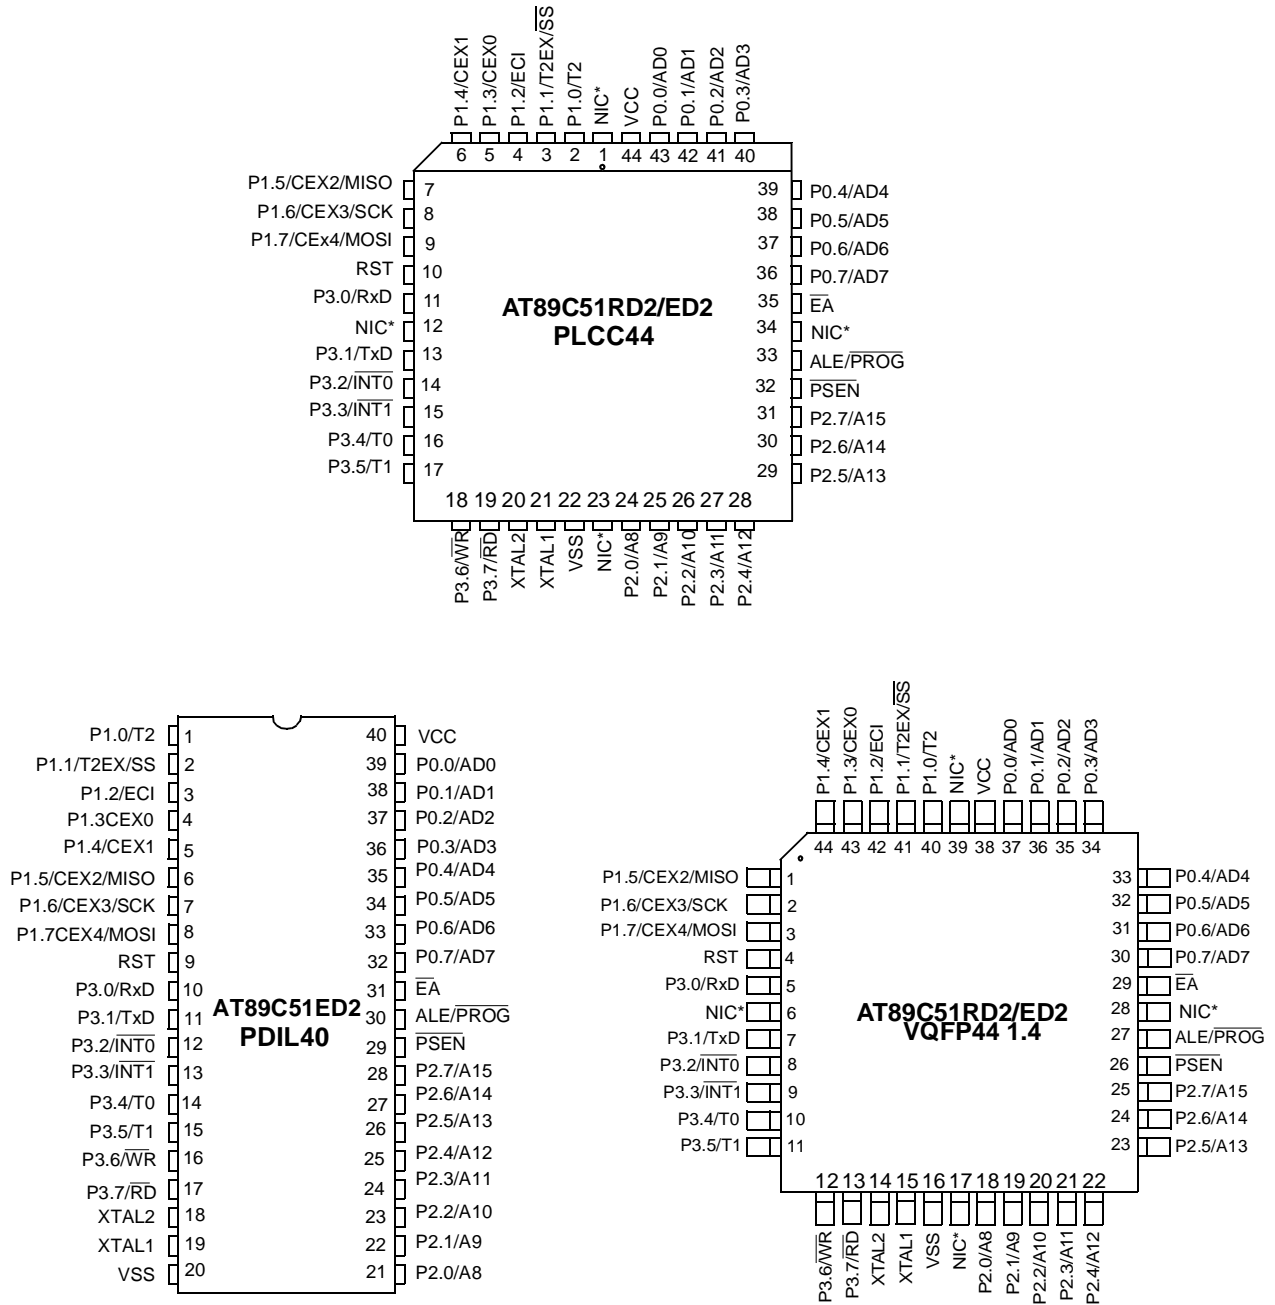 P1.4/CEX1
P1.3/CEX0
P1.2/ECI
P1.1/T2EX/SS
P1.0/T2
NIC*
VCC
P0.0/AD0
P0.1/AD1
P0.2/AD2
P0.3/AD3
6 5 4 3 2 1 44 43 42 41 40
P1.5/CEX2/MISO 7
P1.6/CEX3/SCK 8
P1.7/CEx4/MOSI 9
RST 10
P3.0/RxD 11
NIC* 12
P3.1/TxD 13
P3.2/INT0 14
P3.3/INT1 15
P3.4/T0 16
P3.5/T1 17
AT89C51RD2/ED2
PLCC44
39 P0.4/AD4
38 P0.5/AD5
37 P0.6/AD6
36 P0.7/AD7
35 EA
34 NIC*
33 ALE/PROG
32 PSEN
31 P2.7/A15
30 P2.6/A14
29 P2.5/A13
18 19 20 21 22 23 24 25 26 27 28
P3.6/WR
P3.7/RD
XTAL2
XTAL1
VSS
NIC*
P2.0/A8
P2.1/A9
P2.2/A10
P2.3/A11
P2.4/A12
P1.0/T2 1
P1.1/T2EX/SS 2
P1.2/ECI 3
P1.3CEX0 4
P1.4/CEX1 5
P1.5/CEX2/MISO 6
P1.6/CEX3/SCK 7
P1.7CEX4/MOSI 8
RST 9
P3.0/RxD 10
P3.1/TxD 11
P3.2/INT0 12
P3.3/INT1 13
P3.4/T0 14
P3.5/T1 15
P3.6/WR 16
P3.7/RD 17
XTAL2 18
XTAL1 19
VSS 20
AT89C51ED2
PDIL40
40 VCC
39 P0.0/AD0
38 P0.1/AD1
37 P0.2/AD2
36 P0.3/AD3
35 P0.4/AD4
34 P0.5/AD5
33 P0.6/AD6
32 P0.7/AD7
31 EA
30 ALE/PROG
29 PSEN
28 P2.7/A15
27 P2.6/A14
26 P2.5/A13
25 P2.4/A12
24 P2.3/A11
23 P2.2/A10
22 P2.1/A9
21 P2.0/A8
P1.4/CEX1
P1.3/CEX0
P1.2/ECI
P1.1/T2EX/SS
P1.0/T2
NIC*
VCC
P0.0/AD0
P0.1/AD1
P0.2/AD2
P0.3/AD3
44 43 42 41 40 39 38 37 36 35 34
P1.5/CEX2/MISO 1
P1.6/CEX3/SCK 2
P1.7/CEX4/MOSI 3
RST 4
P3.0/RxD 5
NIC* 6
P3.1/TxD 7
P3.2/INT0 8
P3.3/INT1 9
P3.4/T0 10
P3.5/T1 11
AT89C51RD2/ED2
VQFP44 1.4
33 P0.4/AD4
32 P0.5/AD5
31 P0.6/AD6
30 P0.7/AD7
29 EA
28 NIC*
27 ALE/PROG
26 PSEN
25 P2.7/A15
24 P2.6/A14
23 P2.5/A13
12 13 14 15 16 17 18 19 20 21 22
P3.6/WR
P3.7/RD
XTAL2
XTAL1
VSS
NIC*
P2.0/A8
P2.1/A9
P2.2/A10
P2.3/A11
P2.4/A12